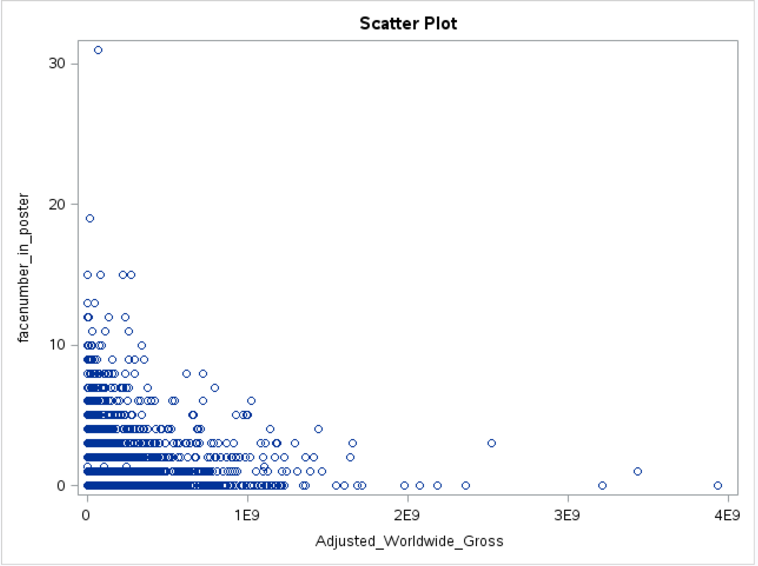 Scatter Plot
30
20
10
0
facenumber_in_poster
0 1E9 2E9 3E9 4E9
Adjusted_Worldwide_Gross